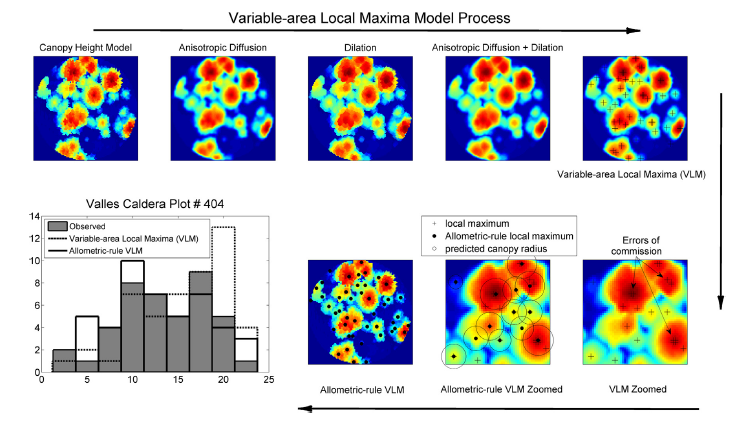 Variable-area Local Maxima Model Process
Canopy Height Model
Anisotropic Diffusion
Dilation
Anisotropic Diffusion + Dilation
Variable-area Local Maxima (VLM)
Valles Caldera Plot # 404
14
12
10
8
6
4
2
0
0
5
10
15
20
25
Observed
Variable-area Local Maxima (VLM)
Allometric-rule VLM
local maximum
Allometric-rule local maximum
predicted canopy radius
Errors of
commission
Allometric-rule VLM
Allometric-rule VLM Zoomed
VLM Zoomed